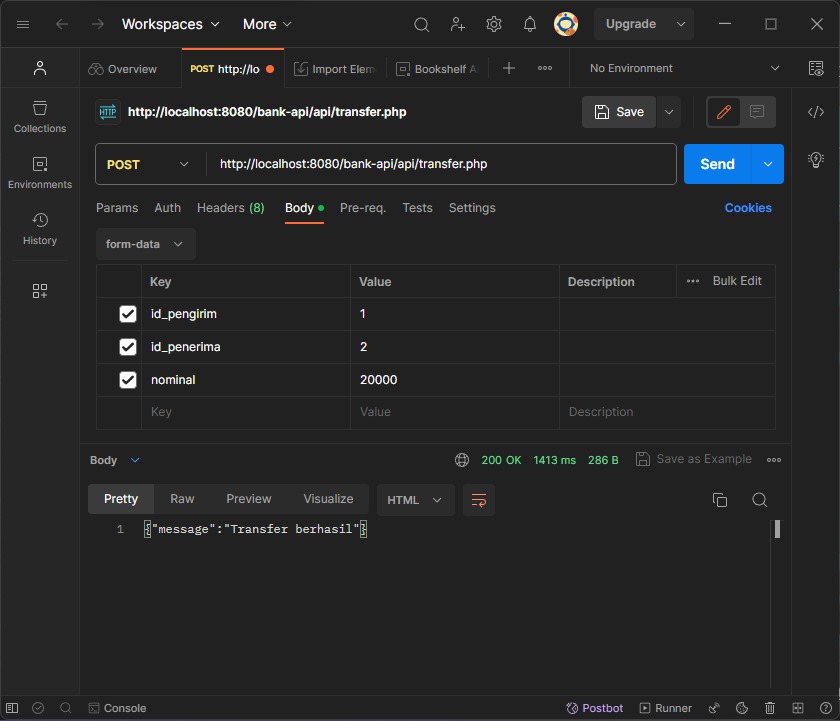 Workspaces More Upgrade
Overview POST http://lo Import Elem Bookshelf A No Environment
HTTP http://localhost:8080/bank-api/api/transfer.php Save
Collections
POST http://localhost:8080/bank-api/api/transfer.php Send
Environments
Params Auth Headers (8) Body Pre-req. Tests Settings Cookies
History
form-data
Key Value Description Bulk Edit
id_pengirim 1
id_penerima 2
nominal 20000
Key Value Description
Body 200 OK 1413 ms 286 B Save as Example
Pretty Raw Preview Visualize HTML
1 {"message":"Transfer berhasil"}
Console Postbot Runner